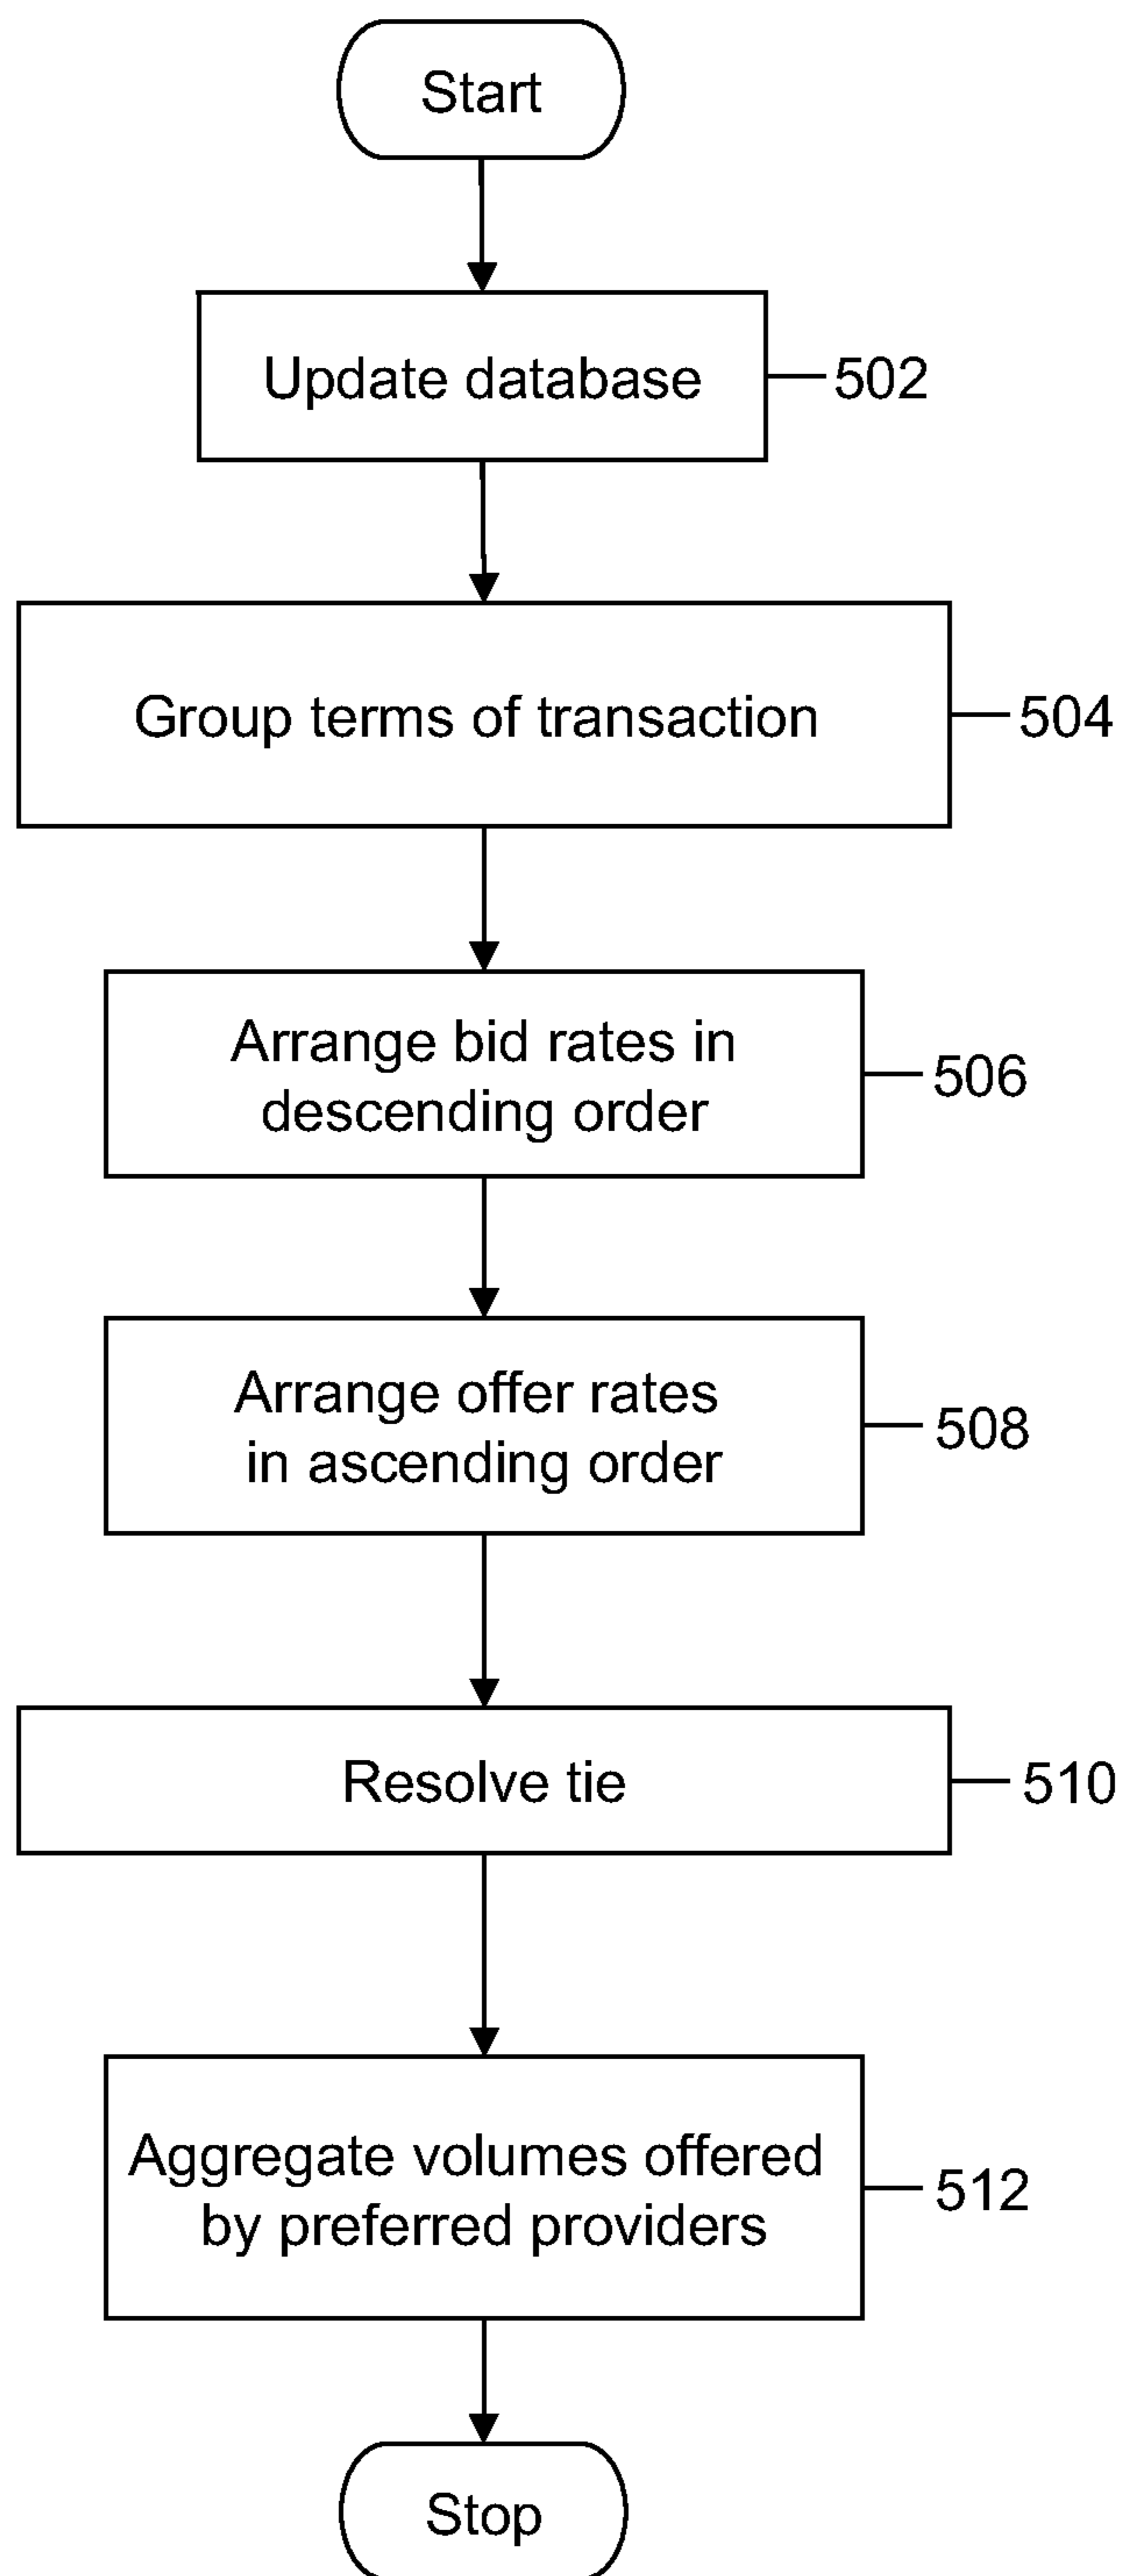 Start
Update database
502
Group terms of transaction
504
Arrange bid rates in
descending order
506
Arrange offer rates
in ascending order
508
Resolve tie
510
Aggregate volumes offered
by preferred providers
512
Stop